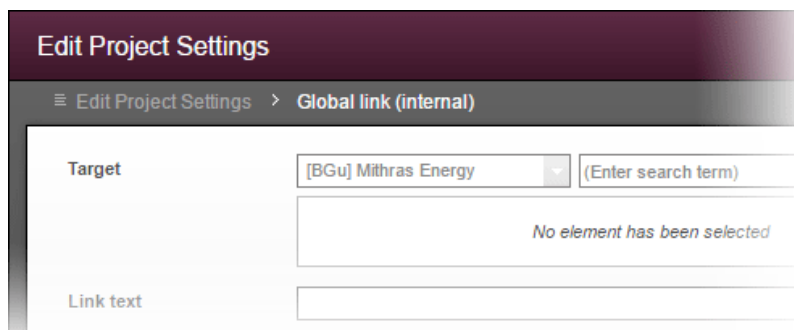 Edit Project Settings
Edit Project Settings > Global link (internal)
Target [BGu] Mithras Energy (Enter search term)
No element has been selected
Link text